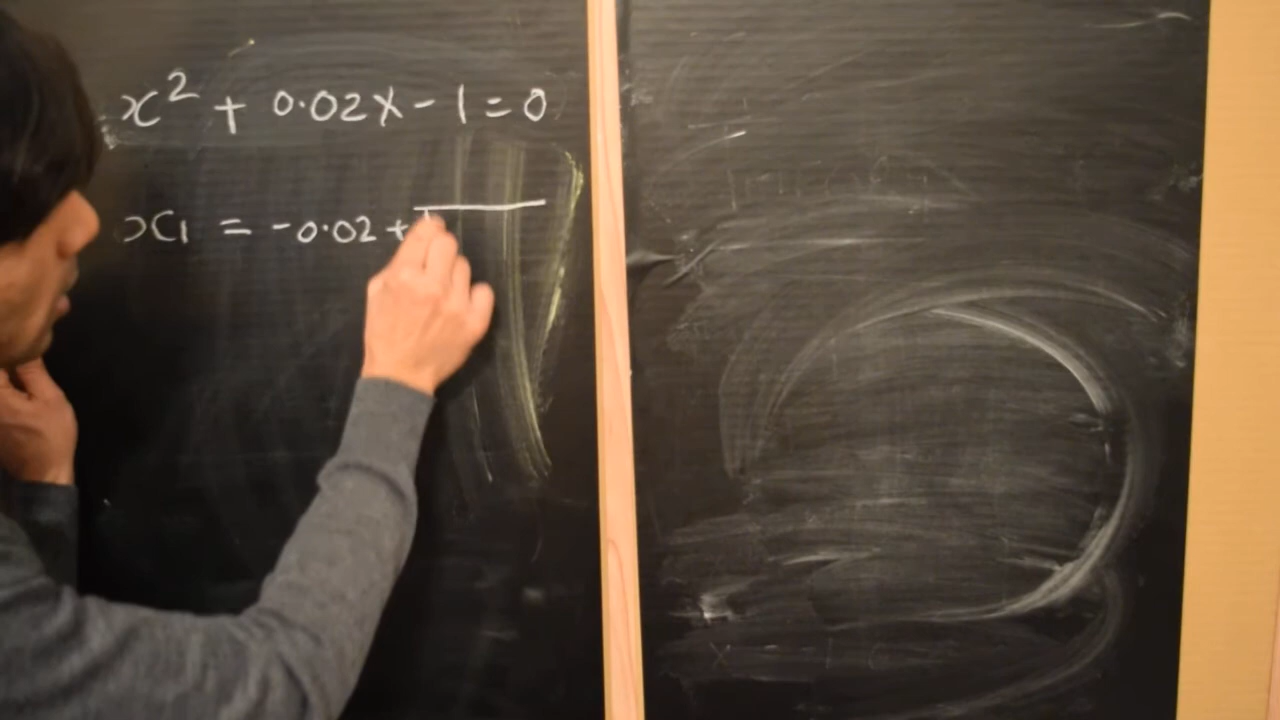 x² + 0.02x - 1 = 0
x₁ = -0.02 + √